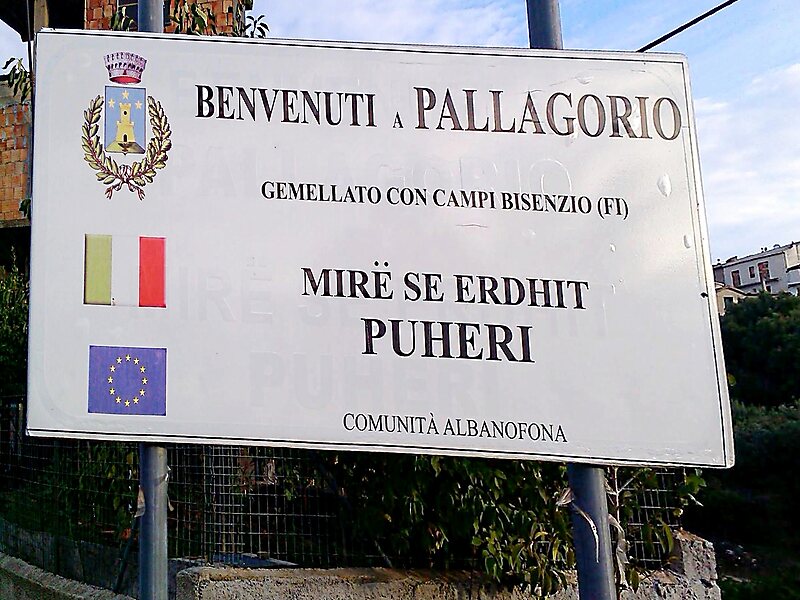 BENVENUTI A PALLAGORIO
GEMELLATO CON CAMPI BISENZIO (FI)
MIRË SE ERDHIT
PUHERI
COMUNITÀ ALBANOFONA